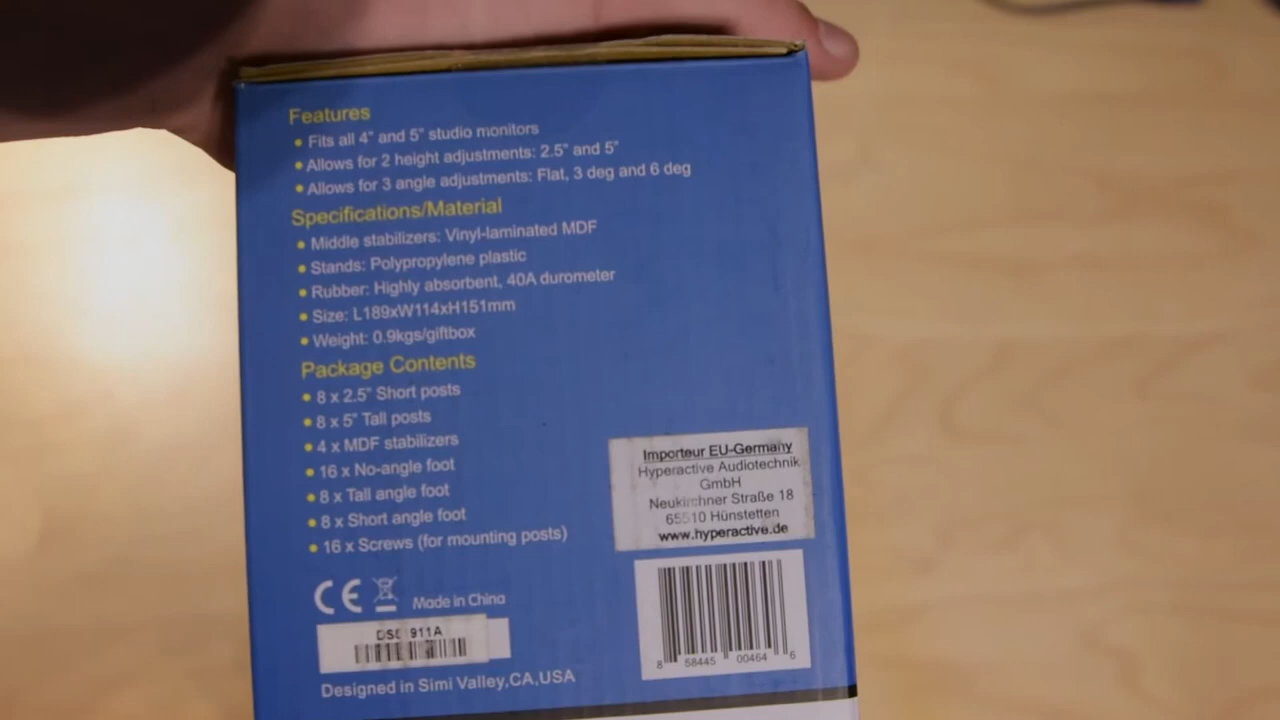 Features
• Fits all 4" and 5" studio monitors
• Allows for 2 height adjustments: 2.5" and 5"
• Allows for 3 angle adjustments: Flat, 3 deg and 6 deg
Specifications/Material
• Middle stabilizers: Vinyl-laminated MDF
• Stands: Polypropylene plastic
• Rubber: Highly absorbent, 40A durometer
• Size: L189xW114xH151mm
• Weight: 0.9kgs/giftbox
Package Contents
• 8 x 2.5" Short posts
• 8 x 5" Tall posts
• 4 x MDF stabilizers
• 16 x No-angle foot
• 8 x Tall angle foot
• 8 x Short angle foot
• 16 x Screws (for mounting posts)
Importeur EU-Germany
Hyperactive Audiotechnik
GmbH
Neukirchner Straße 18
65510 Hünstetten
www.hyperactive.de
CE Made in China
911A
8 58445 00464 6
Designed in Simi Valley,CA,USA